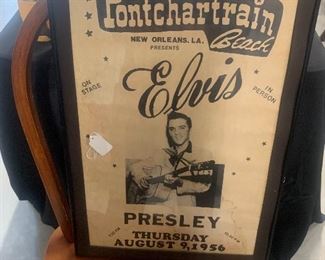 Pontchartrain
Beach
NEW ORLEANS, LA.
PRESENTS
ON STAGE
IN PERSON
Elvis
PRESLEY
THURSDAY
AUGUST 9, 1956